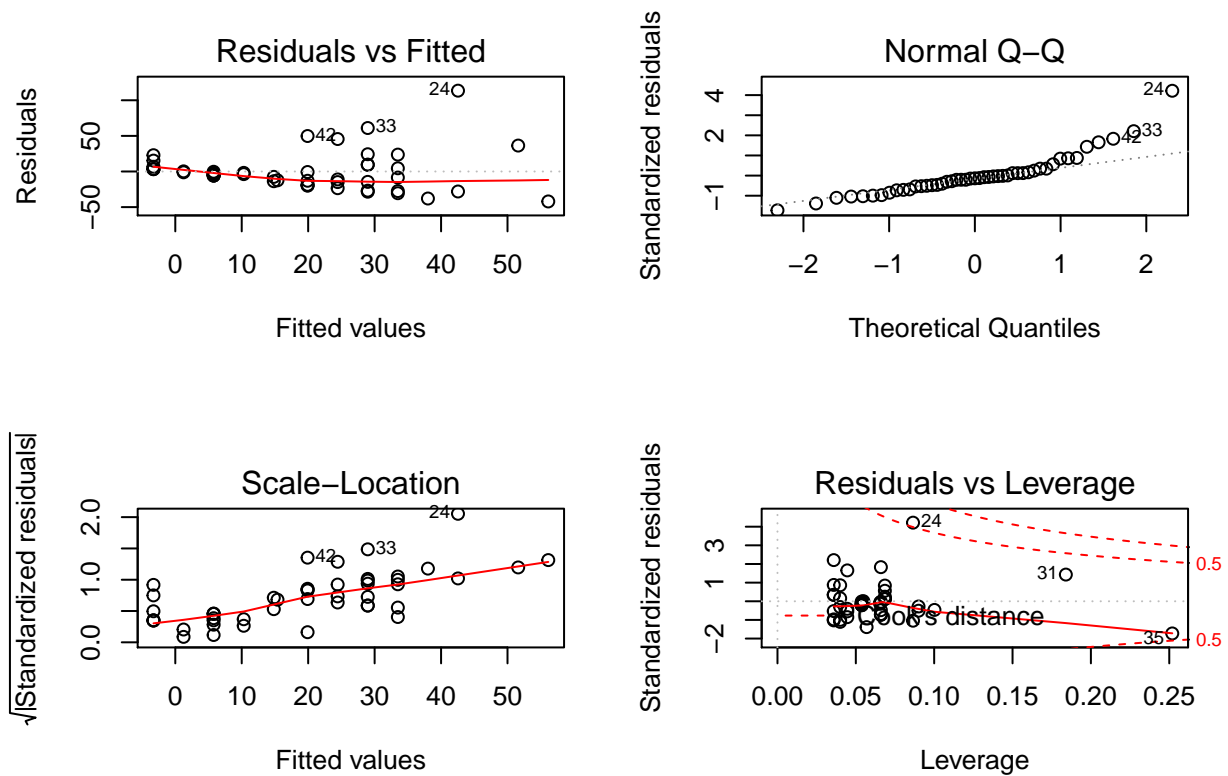 Residuals vs Fitted
Residuals
50
−50
24
42
33
0 10 20 30 40 50
Fitted values
Normal Q−Q
Standardized residuals
4
2
−1
24
33
42
−2 −1 0 1 2
Theoretical Quantiles
Scale−Location
√|Standardized residuals|
2.0
1.0
0.0
24
42
33
0 10 20 30 40 50
Fitted values
Residuals vs Leverage
Standardized residuals
3
1
−2
24
31
35
0.5
0.5
distance
0.00 0.05 0.10 0.15 0.20 0.25
Leverage